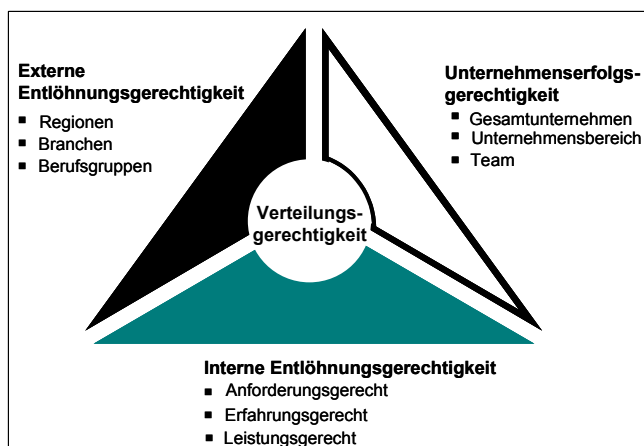 Externe
Entlöhnungsgerechtigkeit
▪ Regionen
▪ Branchen
▪ Berufsgruppen
Unternehmenserfolgs-
gerechtigkeit
▪ Gesamtunternehmen
▪ Unternehmensbereich
▪ Team
Verteilungs-
gerechtigkeit
Interne Entlöhnungsgerechtigkeit
▪ Anforderungsgerecht
▪ Erfahrungsgerecht
▪ Leistungsgerecht